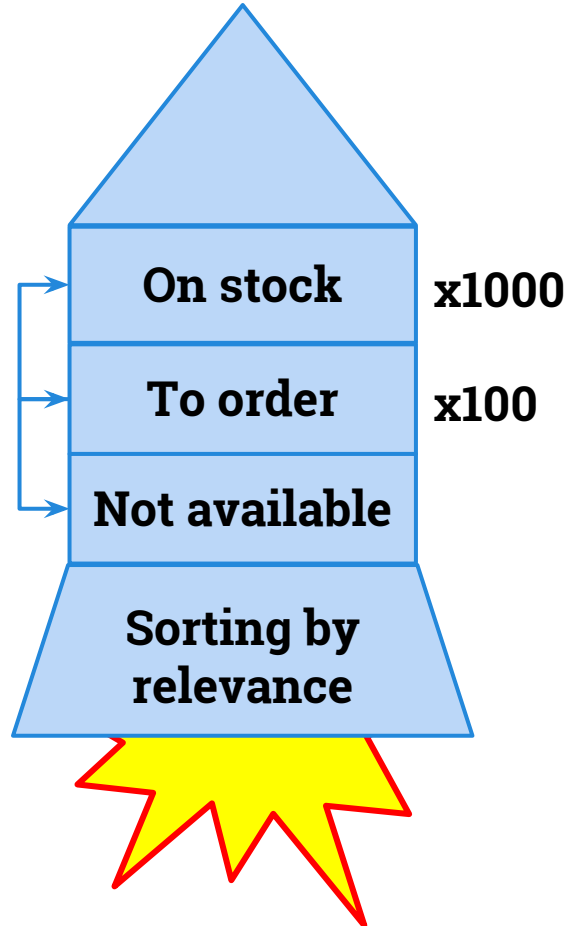 On stock
x1000
To order
x100
Not available
Sorting by
relevance